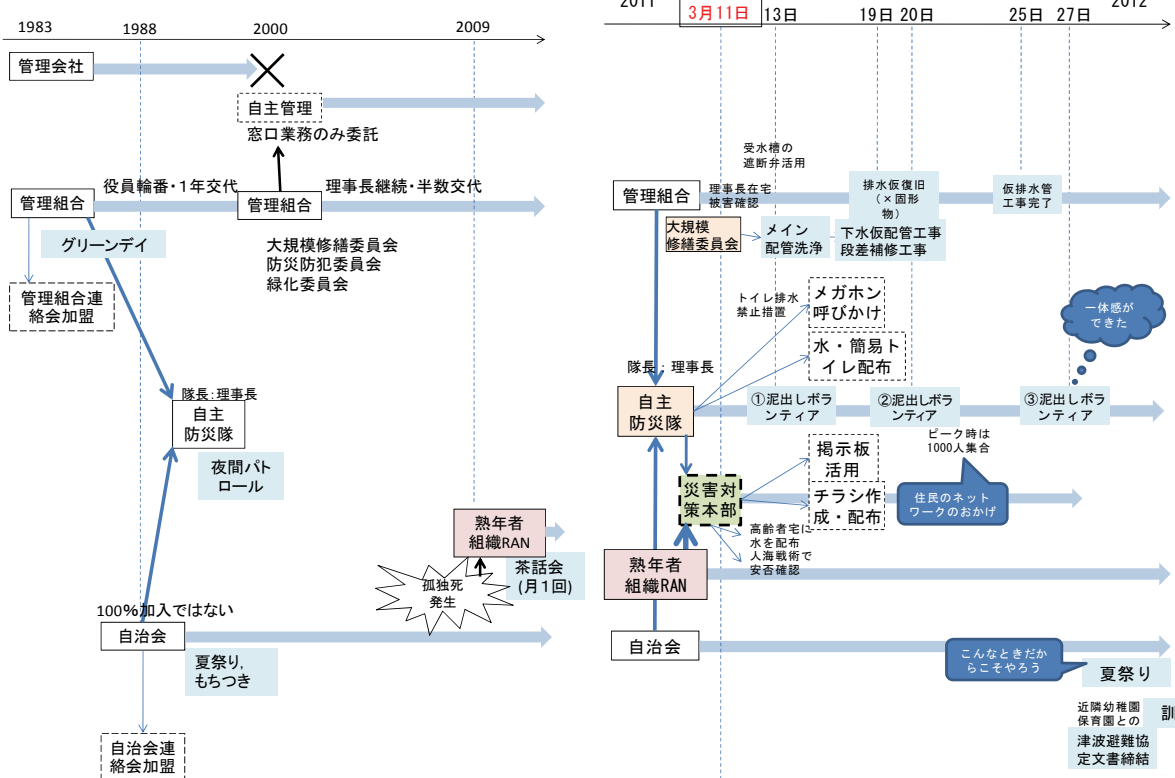 1983
1988
2000
2009
管理会社
自主管理
窓口業務のみ委託
役員輪番・1年交代
理事長継続・半数交代
管理組合
管理組合
グリーンデイ
大規模修繕委員会
防災防犯委員会
緑化委員会
管理組合連
絡会加盟
隊長:理事長
自主
防災隊
夜間パト
ロール
熟年者
組織RAN
茶話会
(月1回)
孤独死
発生
100%加入ではない
自治会
夏祭り,
もちつき
自治会連
絡会加盟
2011
3月11日
13日
19日
20日
25日
27日
2012
受水槽の
遮断弁活用
管理組合
理事長在宅
被害確認
排水仮復旧
(×固形
物)
仮排水管
工事完了
大規模
修繕委員会
メイン
配管洗浄
下水仮配管工事
段差補修工事
トイレ排水
禁止措置
メガホン
呼びかけ
水・簡易ト
イレ配布
一体感が
できた
隊長:理事長
自主
防災隊
①泥出しボラ
ンティア
②泥出しボラ
ンティア
③泥出しボラ
ンティア
ピーク時は
1000人集合
掲示板
活用
災害対
策本部
チラシ作
成・配布
住民のネット
ワークのおかげ
高齢者宅に
水を配布
人海戦術で
安否確認
熟年者
組織RAN
自治会
こんなときだか
らこそやろう
夏祭り
近隣幼稚園
保育園との
訓
津波避難協
定文書締結